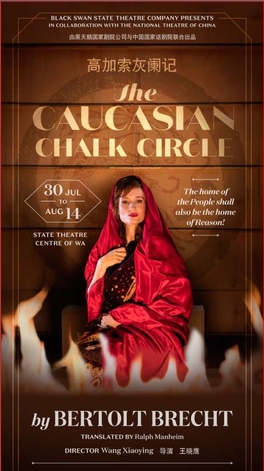 BLACK SWAN STATE THEATRE COMPANY PRESENTS
IN COLLABORATION WITH THE NATIONAL THEATRE OF CHINA
由黑天鹅国家剧院公司与中国国家话剧院联合出品
高加索灰阑记
The
CAUCASIAN
CHALK CIRCLE
30 JUL
TO
AUG 14
STATE THEATRE
CENTRE OF WA
The home of
the People shall
also be the home
of Reason!
by BERTOLT BRECHT
TRANSLATED BY Ralph Manheim
DIRECTOR Wang Xiaoying 导演 王晓鹰